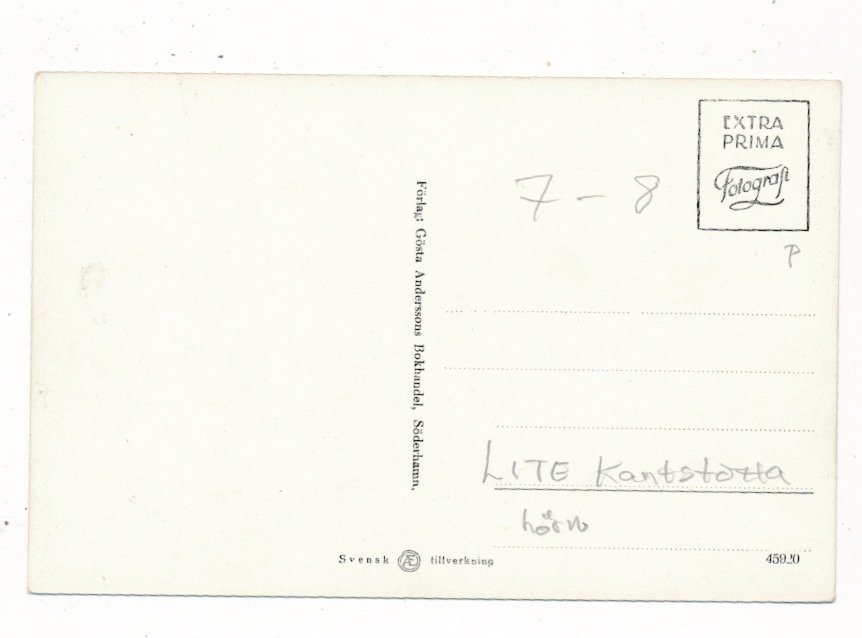 EXTRA
PRIMA
Fotografi
7 - 8
P
Förlag: Gösta Anderssons Bokhandel, Söderhamn.
LITE Kantstötta
hörn
Svensk Æ tillverkning
45920